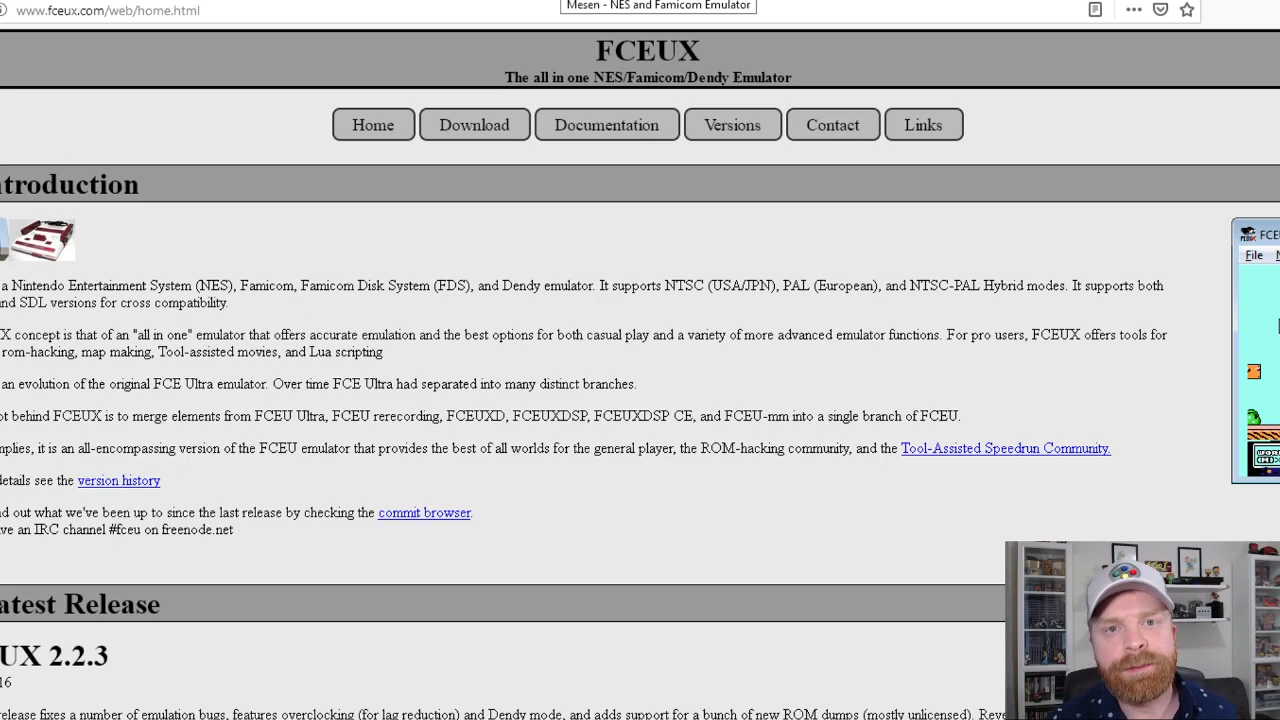 www.fceux.com/web/home.html
Mesen - NES and Famicom Emulator
FCEUX
The all in one NES/Famicom/Dendy Emulator
Home Download Documentation Versions Contact Links
ntroduction
a Nintendo Entertainment System (NES), Famicom, Famicom Disk System (FDS), and Dendy emulator. It supports NTSC (USA/JPN), PAL (European), and NTSC-PAL Hybrid modes. It supports both
and SDL versions for cross compatibility.
X concept is that of an "all in one" emulator that offers accurate emulation and the best options for both casual play and a variety of more advanced emulator functions. For pro users, FCEUX offers tools for
rom-hacking, map making, Tool-assisted movies, and Lua scripting
an evolution of the original FCE Ultra emulator. Over time FCE Ultra had separated into many distinct branches.
pt behind FCEUX is to merge elements from FCEU Ultra, FCEU rerecording, FCEUXD, FCEUXDSP, FCEUXDSP CE, and FCEU-mm into a single branch of FCEU.
mplies, it is an all-encompassing version of the FCEU emulator that provides the best of all worlds for the general player, the ROM-hacking community, and the Tool-Assisted Speedrun Community.
details see the version history
nd out what we've been up to since the last release by checking the commit browser.
ve an IRC channel #fceu on freenode.net
FCEU
File
WOR
atest Release
UX 2.2.3
16
release fixes a number of emulation bugs, features overclocking (for lag reduction) and Dendy mode, and adds support for a bunch of new ROM dumps (mostly unlicensed). Reve